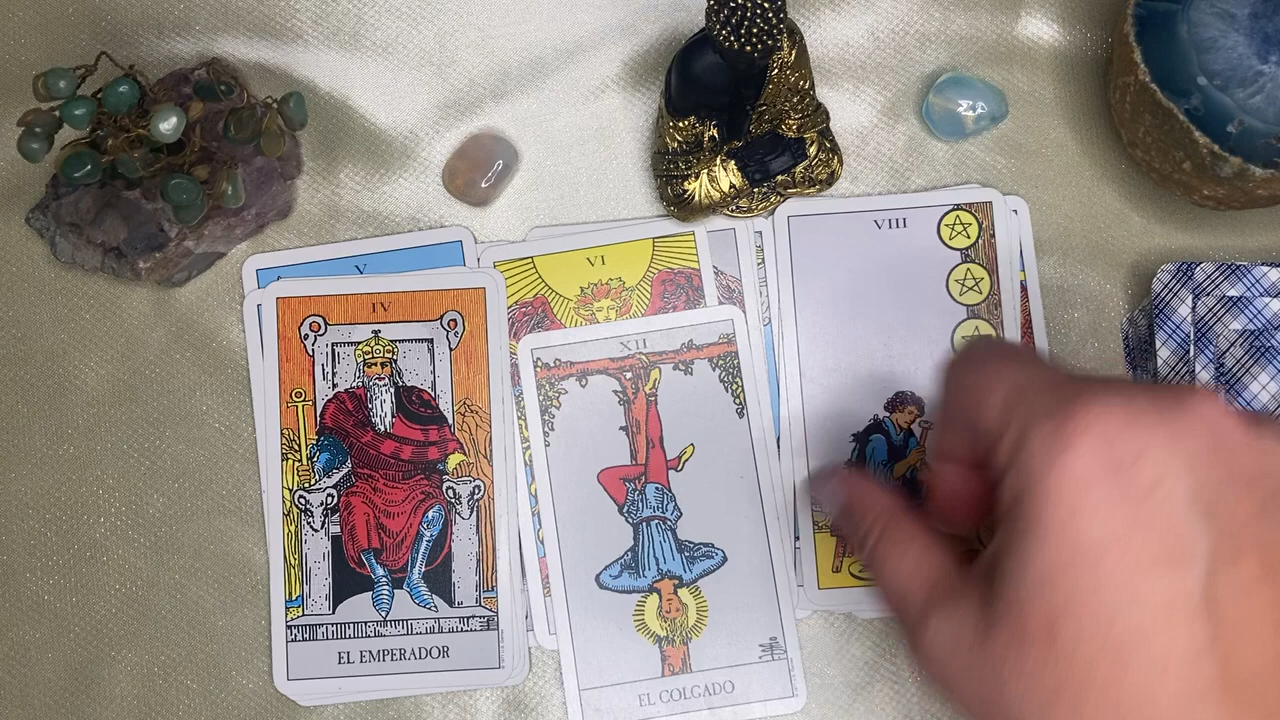 V
IV
EL EMPERADOR
VI
XII
EL COLGADO
VIII